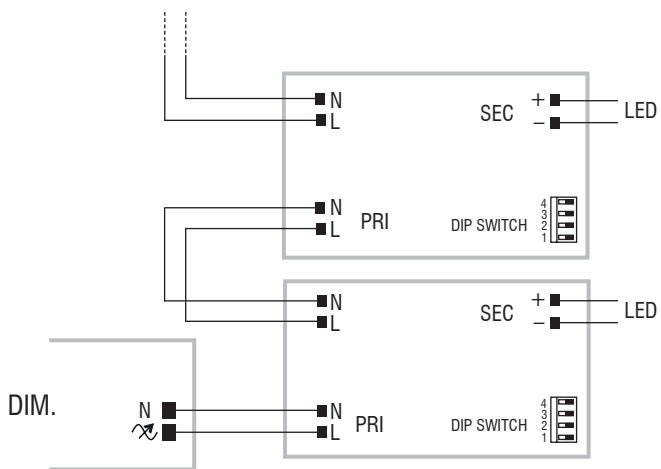 N
L
SEC
+
–
LED
N
L
PRI
DIP SWITCH
4
3
2
1
N
L
SEC
+
–
LED
DIM.
N
N
L
PRI
DIP SWITCH
4
3
2
1